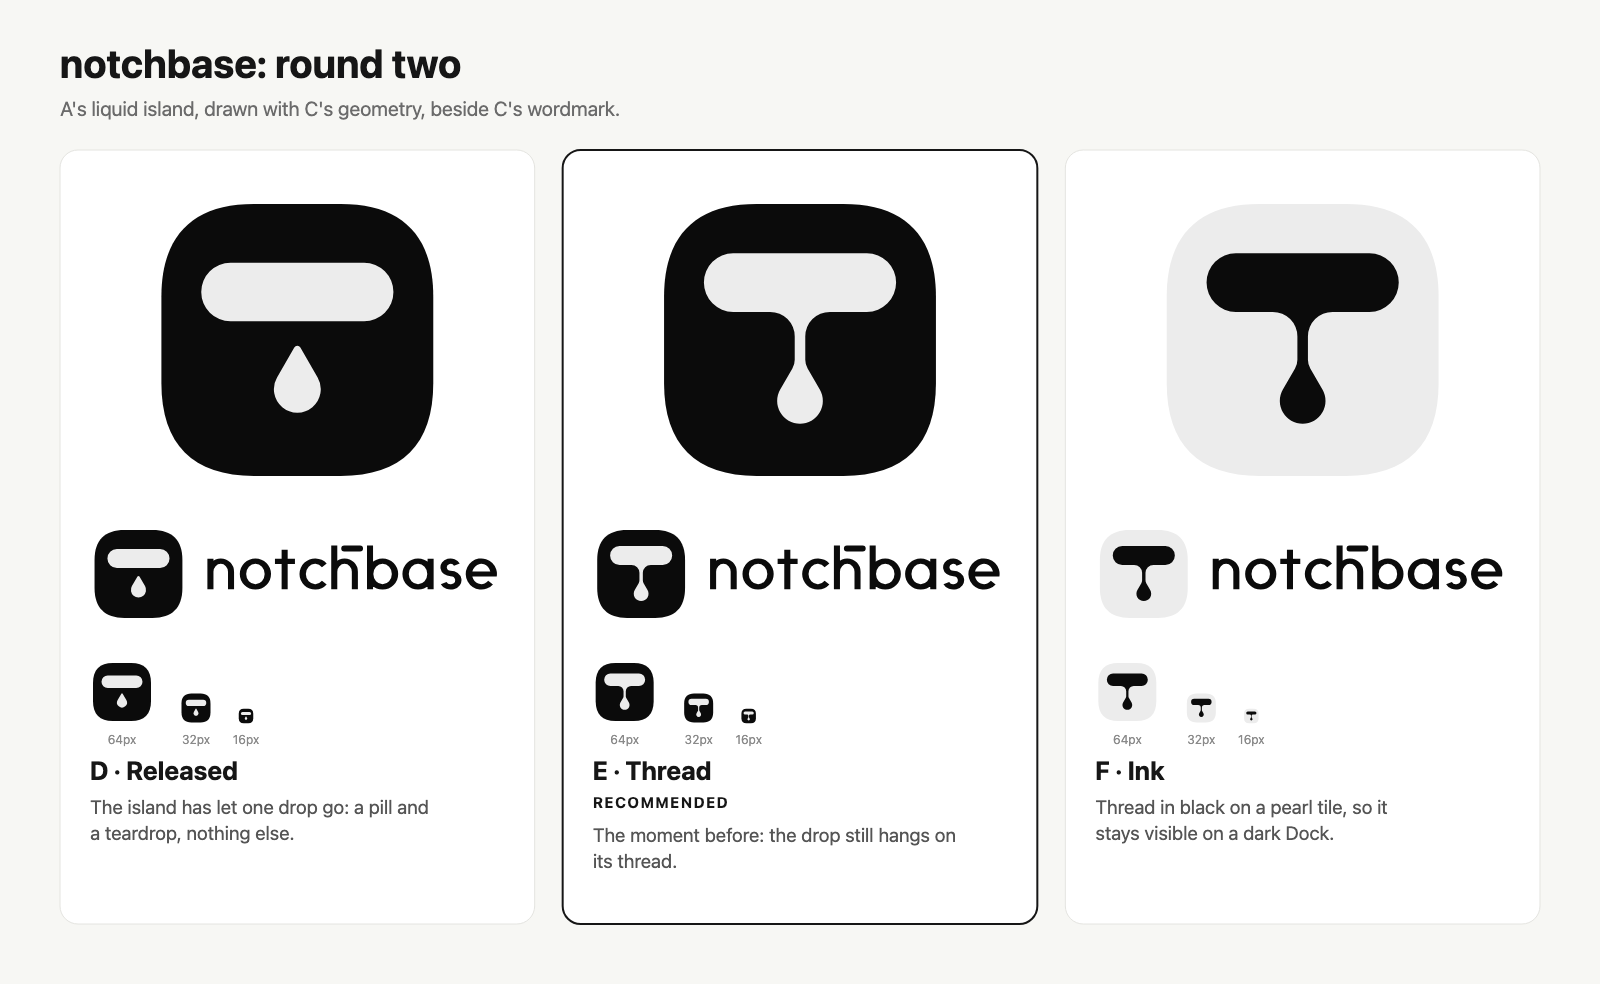 notchbase: round two
A's liquid island, drawn with C's geometry, beside C's wordmark.
notchbase
64px 32px 16px
D · Released
The island has let one drop go: a pill and
a teardrop, nothing else.
notchbase
64px 32px 16px
E · Thread
RECOMMENDED
The moment before: the drop still hangs on
its thread.
notchbase
64px 32px 16px
F · Ink
Thread in black on a pearl tile, so it
stays visible on a dark Dock.